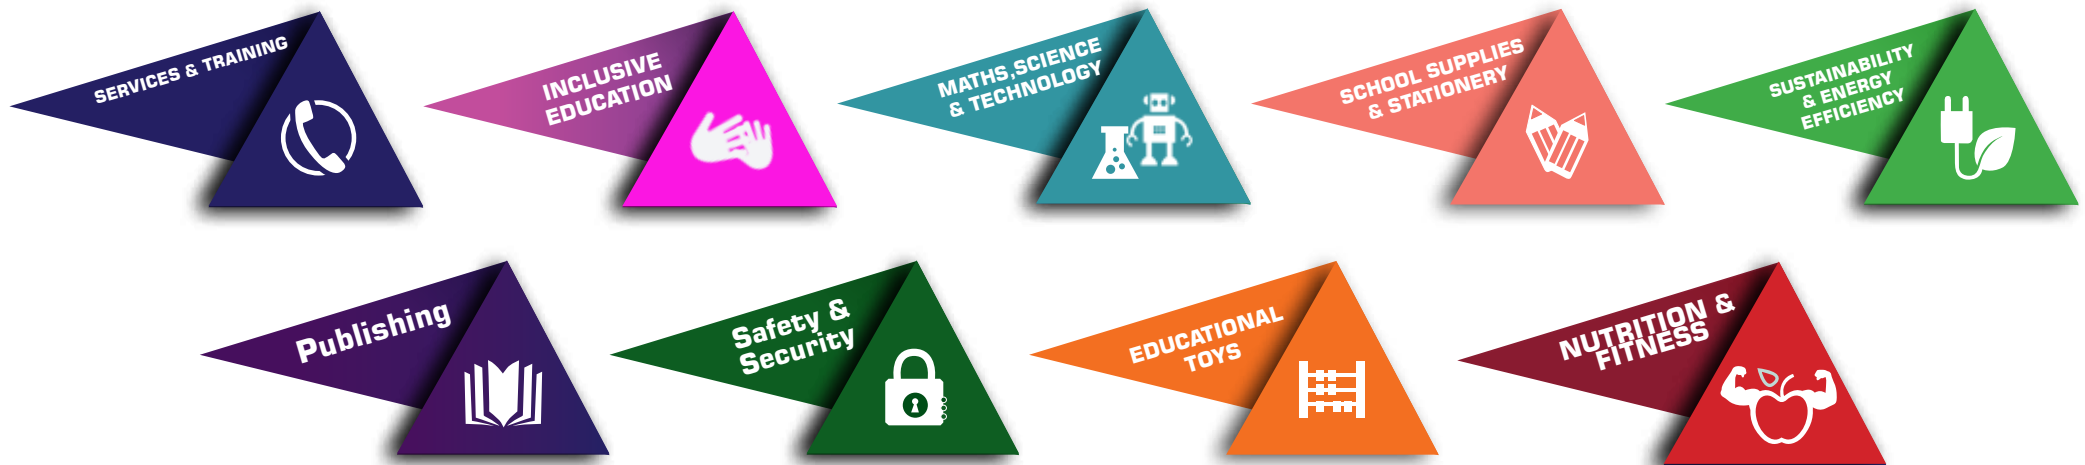 SERVICES & TRAINING
INCLUSIVE
EDUCATION
MATHS,SCIENCE
& TECHNOLOGY
SCHOOL SUPPLIES
& STATIONERY
SUSTAINABILITY
& ENERGY
EFFICIENCY
Publishing
Safety &
Security
EDUCATIONAL
TOYS
NUTRITION &
FITNESS